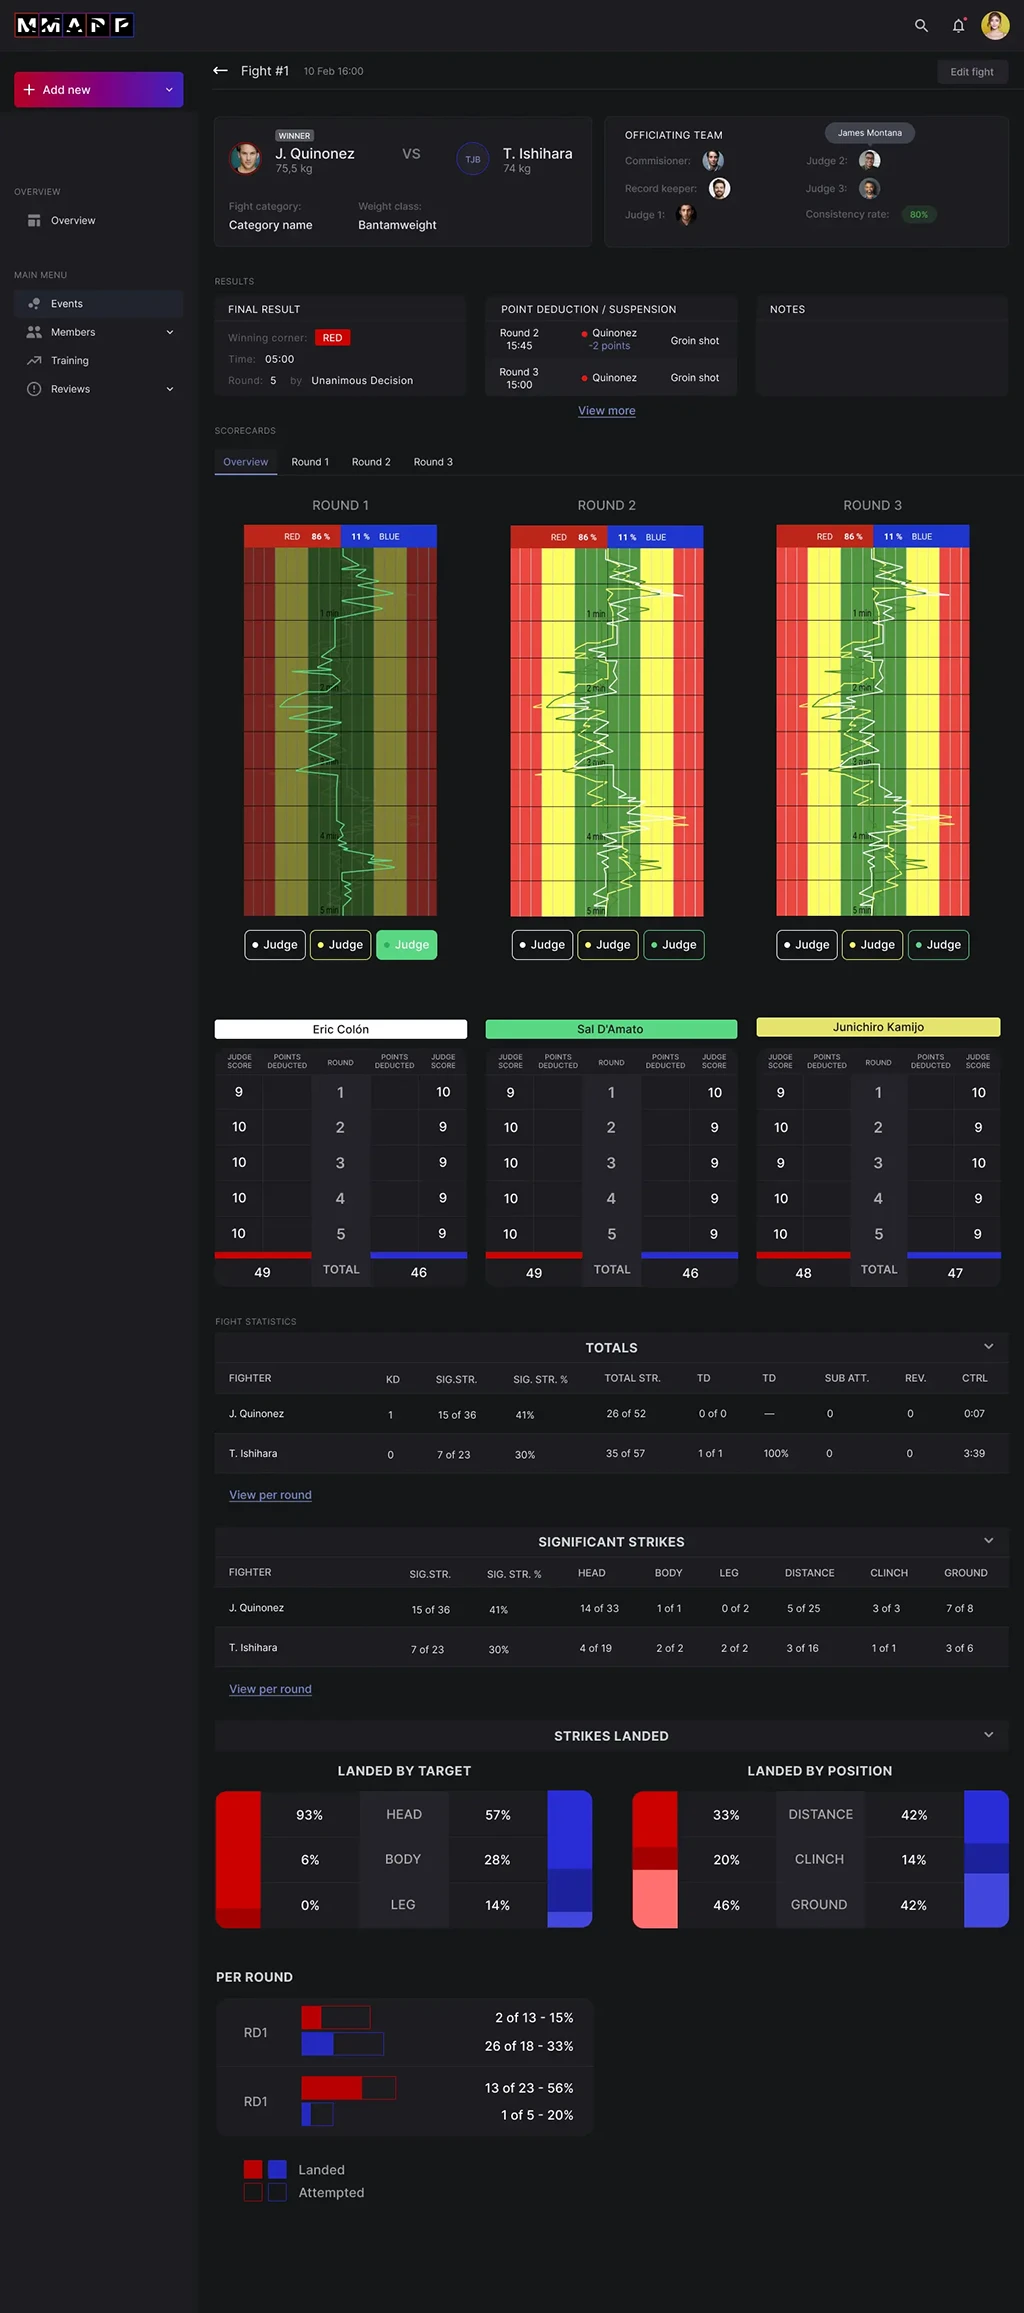 MMAPP
Add new
Fight #1 10 Feb 16:00
Edit fight
OVERVIEW
Overview
MAIN MENU
Events
Members
Training
Reviews
WINNER
J. Quinonez
75,5 kg
VS
TJB
T. Ishihara
74 kg
Fight category:
Category name
Weight class:
Bantamweight
OFFICIATING TEAM
James Montana
Commisioner:
Judge 2:
Record keeper:
Judge 3:
Judge 1:
Consistency rate: 80%
RESULTS
FINAL RESULT
Winning corner: RED
Time: 05:00
Round: 5 by Unanimous Decision
POINT DEDUCTION / SUSPENSION
Round 2
15:45
Quinonez
-2 points
Groin shot
Round 3
15:00
Quinonez
Groin shot
View more
NOTES
SCORECARDS
Overview Round 1 Round 2 Round 3
ROUND 1
RED 86 % 11 % BLUE
1 min
2 min
3 min
4 min
5 min
Judge Judge Judge
ROUND 2
RED 86 % 11 % BLUE
1 min
2 min
3 min
4 min
5 min
Judge Judge Judge
ROUND 3
RED 86 % 11 % BLUE
1 min
2 min
3 min
4 min
5 min
Judge Judge Judge
Eric Colón
JUDGE SCORE POINTS DEDUCTED ROUND POINTS DEDUCTED JUDGE SCORE
9 1 10
10 2 9
10 3 9
10 4 9
10 5 9
49 TOTAL 46
Sal D'Amato
JUDGE SCORE POINTS DEDUCTED ROUND POINTS DEDUCTED JUDGE SCORE
9 1 10
10 2 9
10 3 9
10 4 9
10 5 9
49 TOTAL 46
Junichiro Kamijo
JUDGE SCORE POINTS DEDUCTED ROUND POINTS DEDUCTED JUDGE SCORE
9 1 10
10 2 9
9 3 10
10 4 9
10 5 9
48 TOTAL 47
FIGHT STATISTICS
TOTALS
FIGHTER KD SIG.STR. SIG. STR. % TOTAL STR. TD TD SUB ATT. REV. CTRL
J. Quinonez 1 15 of 36 41% 26 of 52 0 of 0 — 0 0 0:07
T. Ishihara 0 7 of 23 30% 35 of 57 1 of 1 100% 0 0 3:39
View per round
SIGNIFICANT STRIKES
FIGHTER SIG.STR. SIG. STR. % HEAD BODY LEG DISTANCE CLINCH GROUND
J. Quinonez 15 of 36 41% 14 of 33 1 of 1 0 of 2 5 of 25 3 of 3 7 of 8
T. Ishihara 7 of 23 30% 4 of 19 2 of 2 2 of 2 3 of 16 1 of 1 3 of 6
View per round
STRIKES LANDED
LANDED BY TARGET
93% HEAD 57%
6% BODY 28%
0% LEG 14%
LANDED BY POSITION
33% DISTANCE 42%
20% CLINCH 14%
46% GROUND 42%
PER ROUND
RD1
2 of 13 - 15%
26 of 18 - 33%
RD1
13 of 23 - 56%
1 of 5 - 20%
Landed
Attempted